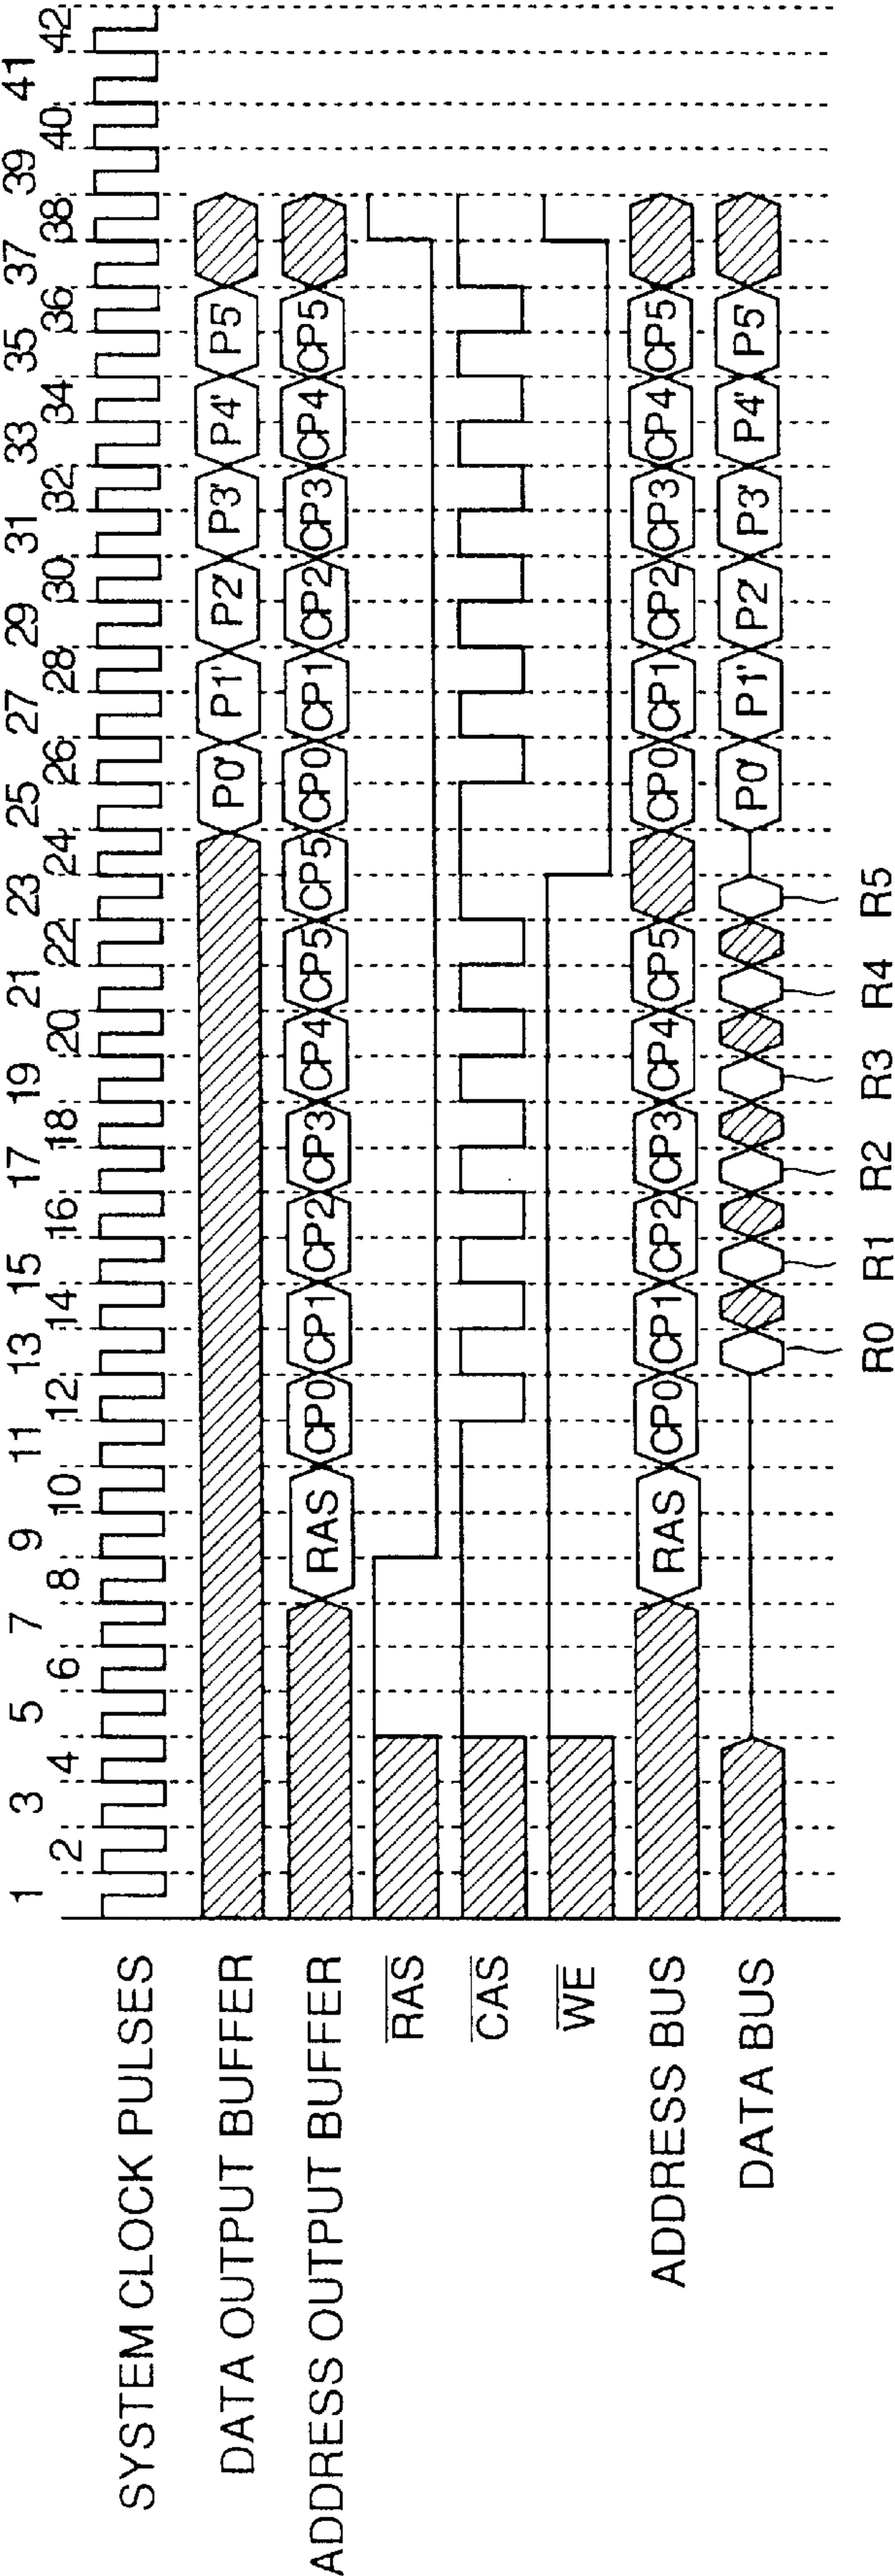 1 2 3 4 5 6 7 8 9 10 11 12 13 14 15 16 17 18 19 20 21 22 23 24 25 26 27 28 29 30 31 32 33 34 35 36 37 38 39 40 41 42
SYSTEM CLOCK PULSES
DATA OUTPUT BUFFER P0' P1' P2' P3' P4' P5'
ADDRESS OUTPUT BUFFER RAS CP0 CP1 CP2 CP3 CP4 CP5 CP5 CP0 CP1 CP2 CP3 CP4 CP5
R̅A̅S̅
C̅A̅S̅
W̅E̅
ADDRESS BUS RAS CP0 CP1 CP2 CP3 CP4 CP5 CP0 CP1 CP2 CP3 CP4 CP5
DATA BUS P0' P1' P2' P3' P4' P5'
R0 R1 R2 R3 R4 R5